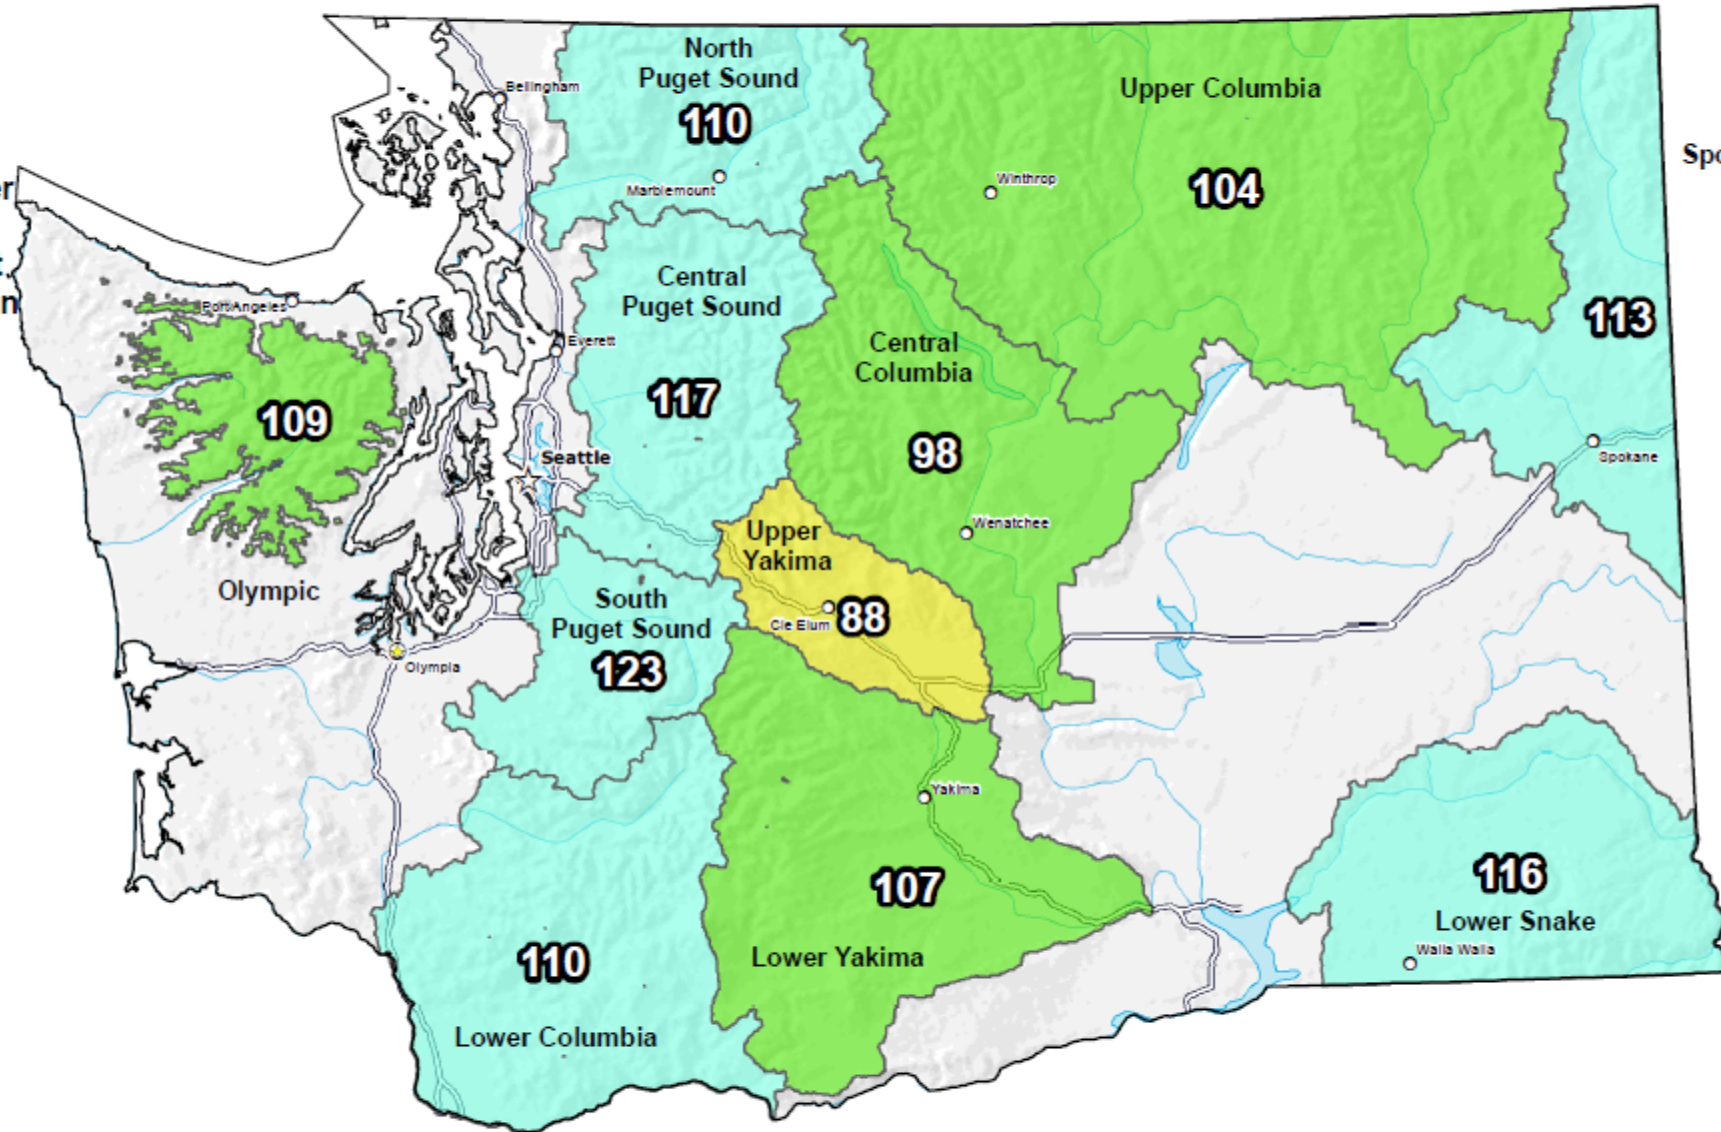 North
Puget Sound
110
Bellingham
Marblemount
Upper Columbia
104
Winthrop
Spo
er
n
Port Angeles
109
Olympic
Everett
Seattle
Central
Puget Sound
117
Central
Columbia
98
Wenatchee
113
Spokane
Upper
Yakima
88
Cle Elum
South
Puget Sound
123
Olympia
Yakima
107
Lower Yakima
110
Lower Columbia
116
Lower Snake
Walla Walla